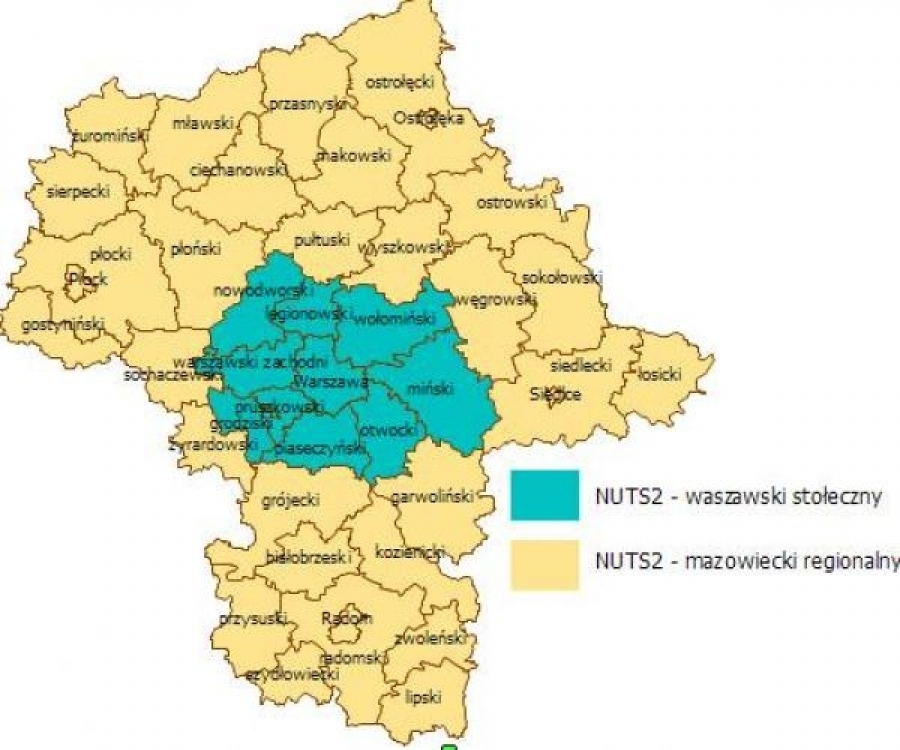 ostrołęcki
przasnyski
Ostrołęka
mławski
żuromiński
makowski
ciechanowski
sierpecki
ostrowski
pułtuski
wyszkowski
płoński
płocki
Płock
sokołowski
nowodworski
węgrowski
legionowski
wołomiński
gostyniński
warszawski zachodni
siedlecki
łosicki
sochaczewski
Warszawa
miński
Siedlce
pruszkowski
grodziski
otwocki
żyrardowski
piaseczyński
NUTS2 - waszawski stołeczny
garwoliński
grójecki
kozienicki
NUTS2 - mazowiecki regionalny
białobrzeski
przysuski
Radom
zwoleński
radomski
szydłowiecki
lipski